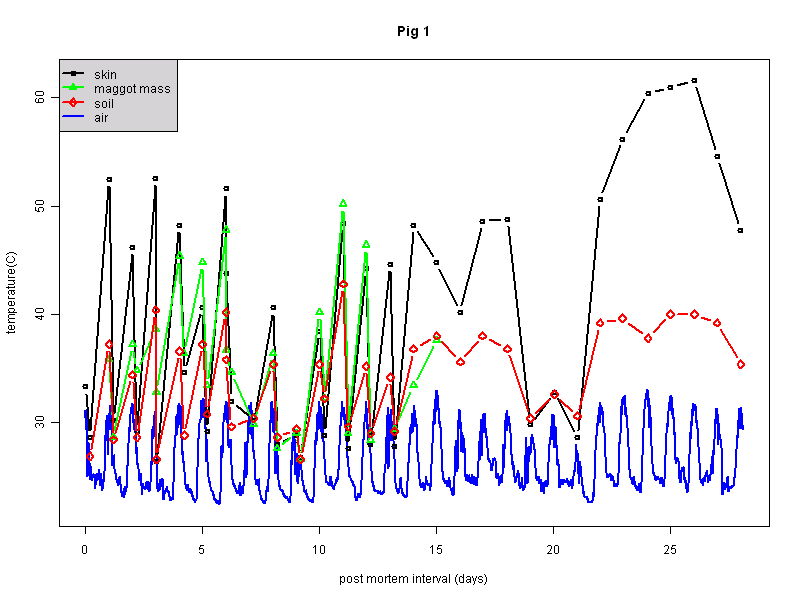 Pig 1
skin
maggot mass
soil
air
60
50
40
30
temperature(C)
0 5 10 15 20 25
post mortem interval (days)